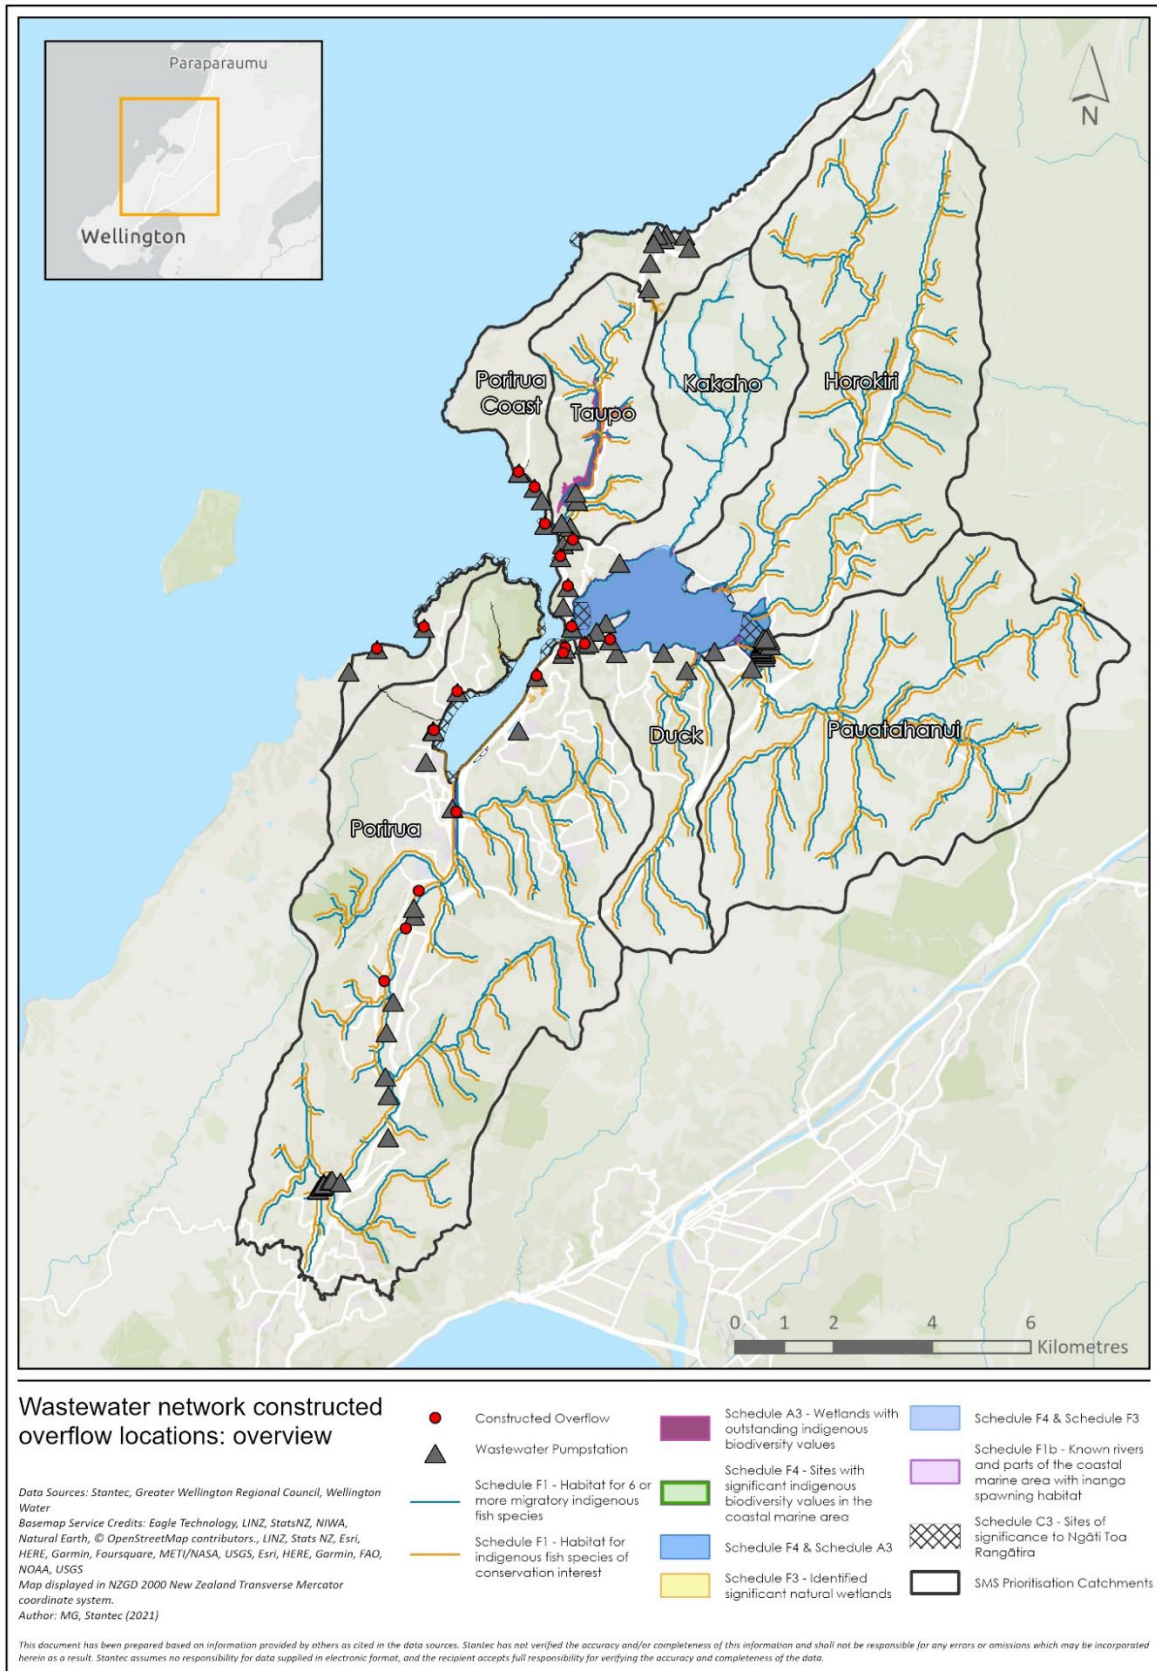 Paraparaumu
Wellington
N
Porirua
Coast
Taupo
Kakaho
Horokiri
Duck
Pauatahanui
Porirua
0 1 2 4 6
Kilometres
Wastewater network constructed
overflow locations: overview
Data Sources: Stantec, Greater Wellington Regional Council, Wellington
Water
Basemap Service Credits: Eagle Technology, LINZ, StatsNZ, NIWA,
Natural Earth, © OpenStreetMap contributors., LINZ, Stats NZ, Esri,
HERE, Garmin, Foursquare, METI/NASA, USGS, Esri, HERE, Garmin, FAO,
NOAA, USGS
Map displayed in NZGD 2000 New Zealand Transverse Mercator
coordinate system.
Author: MG, Stantec (2021)
Constructed Overflow
Wastewater Pumpstation
Schedule F1 - Habitat for 6 or
more migratory indigenous
fish species
Schedule F1 - Habitat for
indigenous fish species of
conservation interest
Schedule A3 - Wetlands with
outstanding indigenous
biodiversity values
Schedule F4 - Sites with
significant indigenous
biodiversity values in the
coastal marine area
Schedule F4 & Schedule A3
Schedule F3 - Identified
significant natural wetlands
Schedule F4 & Schedule F3
Schedule F1b - Known rivers
and parts of the coastal
marine area with inanga
spawning habitat
Schedule C3 - Sites of
significance to Ngāti Toa
Rangātira
SMS Prioritisation Catchments
This document has been prepared based on information provided by others as cited in the data sources. Stantec has not verified the accuracy and/or completeness of this information and shall not be responsible for any errors or omissions which may be incorporated
herein as a result. Stantec assumes no responsibility for data supplied in electronic format, and the recipient accepts full responsibility for verifying the accuracy and completeness of the data.